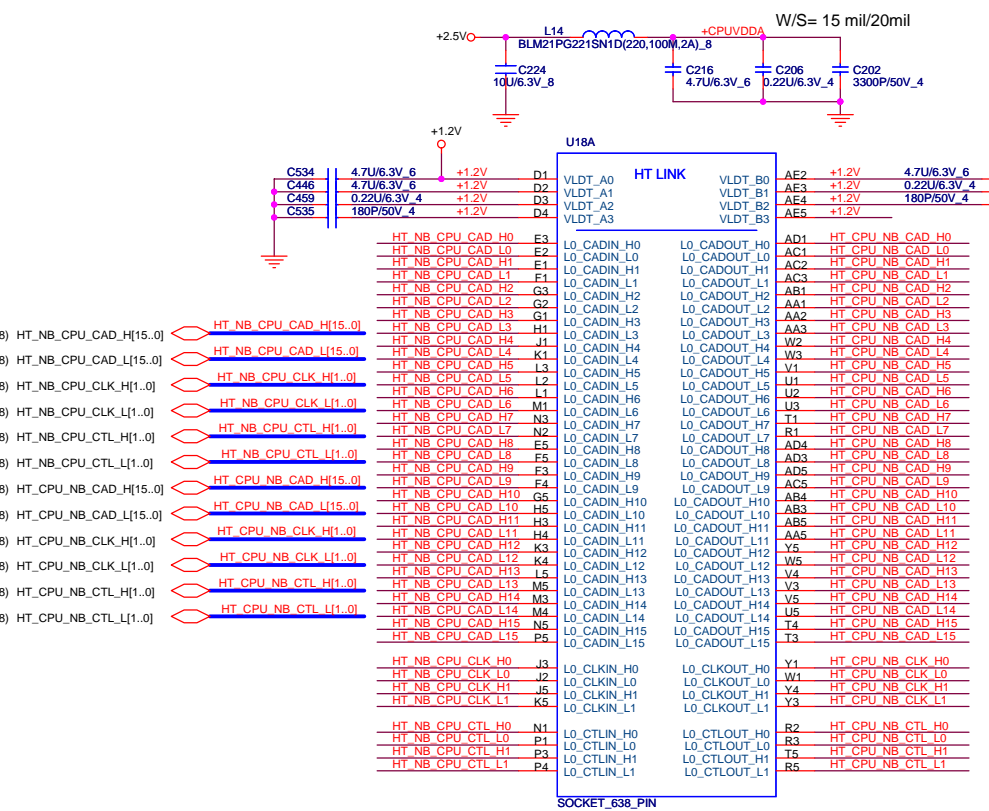 W/S= 15 mil/20mil
+2.5V L14 +CPUVDDA
BLM21PG221SN1D(220,100M,2A)_8
C224 C216 C206 C202
10U/6.3V_8 4.7U/6.3V_6 0.22U/6.3V_4 3300P/50V_4
+1.2V
U18A
HT LINK
C534 4.7U/6.3V_6 +1.2V D1 VLDT_A0 VLDT_B0 AE2 +1.2V 4.7U/6.3V_6
C446 4.7U/6.3V_6 +1.2V D2 VLDT_A1 VLDT_B1 AE3 +1.2V 0.22U/6.3V_4
C459 0.22U/6.3V_4 +1.2V D3 VLDT_A2 VLDT_B2 AE4 +1.2V 180P/50V_4
C535 180P/50V_4 +1.2V D4 VLDT_A3 VLDT_B3 AE5 +1.2V
HT_NB_CPU_CAD_H0 E3 L0_CADIN_H0 L0_CADOUT_H0 AD1 HT_CPU_NB_CAD_H0
HT_NB_CPU_CAD_L0 E2 L0_CADIN_L0 L0_CADOUT_L0 AC1 HT_CPU_NB_CAD_L0
HT_NB_CPU_CAD_H1 E1 L0_CADIN_H1 L0_CADOUT_H1 AC2 HT_CPU_NB_CAD_H1
HT_NB_CPU_CAD_L1 F1 L0_CADIN_L1 L0_CADOUT_L1 AC3 HT_CPU_NB_CAD_L1
HT_NB_CPU_CAD_H2 G3 L0_CADIN_H2 L0_CADOUT_H2 AB1 HT_CPU_NB_CAD_H2
HT_NB_CPU_CAD_L2 G2 L0_CADIN_L2 L0_CADOUT_L2 AA1 HT_CPU_NB_CAD_L2
HT_NB_CPU_CAD_H3 G1 L0_CADIN_H3 L0_CADOUT_H3 AA2 HT_CPU_NB_CAD_H3
HT_NB_CPU_CAD_L3 H1 L0_CADIN_L3 L0_CADOUT_L3 AA3 HT_CPU_NB_CAD_L3
HT_NB_CPU_CAD_H4 J1 L0_CADIN_H4 L0_CADOUT_H4 W2 HT_CPU_NB_CAD_H4
HT_NB_CPU_CAD_L4 K1 L0_CADIN_L4 L0_CADOUT_L4 W3 HT_CPU_NB_CAD_L4
HT_NB_CPU_CAD_H5 L3 L0_CADIN_H5 L0_CADOUT_H5 V1 HT_CPU_NB_CAD_H5
HT_NB_CPU_CAD_L5 L2 L0_CADIN_L5 L0_CADOUT_L5 U1 HT_CPU_NB_CAD_L5
HT_NB_CPU_CAD_H6 L1 L0_CADIN_H6 L0_CADOUT_H6 U2 HT_CPU_NB_CAD_H6
HT_NB_CPU_CAD_L6 M1 L0_CADIN_L6 L0_CADOUT_L6 U3 HT_CPU_NB_CAD_L6
HT_NB_CPU_CAD_H7 N3 L0_CADIN_H7 L0_CADOUT_H7 T1 HT_CPU_NB_CAD_H7
HT_NB_CPU_CAD_L7 N2 L0_CADIN_L7 L0_CADOUT_L7 R1 HT_CPU_NB_CAD_L7
HT_NB_CPU_CAD_H8 E5 L0_CADIN_H8 L0_CADOUT_H8 AD4 HT_CPU_NB_CAD_H8
HT_NB_CPU_CAD_L8 F5 L0_CADIN_L8 L0_CADOUT_L8 AD3 HT_CPU_NB_CAD_L8
HT_NB_CPU_CAD_H9 F3 L0_CADIN_H9 L0_CADOUT_H9 AD5 HT_CPU_NB_CAD_H9
HT_NB_CPU_CAD_L9 F4 L0_CADIN_L9 L0_CADOUT_L9 AC5 HT_CPU_NB_CAD_L9
HT_NB_CPU_CAD_H10 G5 L0_CADIN_H10 L0_CADOUT_H10 AB4 HT_CPU_NB_CAD_H10
HT_NB_CPU_CAD_L10 H5 L0_CADIN_L10 L0_CADOUT_L10 AB3 HT_CPU_NB_CAD_L10
HT_NB_CPU_CAD_H11 H3 L0_CADIN_H11 L0_CADOUT_H11 AB5 HT_CPU_NB_CAD_H11
HT_NB_CPU_CAD_L11 H4 L0_CADIN_L11 L0_CADOUT_L11 AA5 HT_CPU_NB_CAD_L11
HT_NB_CPU_CAD_H12 K3 L0_CADIN_H12 L0_CADOUT_H12 Y5 HT_CPU_NB_CAD_H12
HT_NB_CPU_CAD_L12 K4 L0_CADIN_L12 L0_CADOUT_L12 W5 HT_CPU_NB_CAD_L12
HT_NB_CPU_CAD_H13 L5 L0_CADIN_H13 L0_CADOUT_H13 V4 HT_CPU_NB_CAD_H13
HT_NB_CPU_CAD_L13 M5 L0_CADIN_L13 L0_CADOUT_L13 V3 HT_CPU_NB_CAD_L13
HT_NB_CPU_CAD_H14 M3 L0_CADIN_H14 L0_CADOUT_H14 V5 HT_CPU_NB_CAD_H14
HT_NB_CPU_CAD_L14 M4 L0_CADIN_L14 L0_CADOUT_L14 U5 HT_CPU_NB_CAD_L14
HT_NB_CPU_CAD_H15 N5 L0_CADIN_H15 L0_CADOUT_H15 T4 HT_CPU_NB_CAD_H15
HT_NB_CPU_CAD_L15 P5 L0_CADIN_L15 L0_CADOUT_L15 T3 HT_CPU_NB_CAD_L15
HT_NB_CPU_CLK_H0 J3 L0_CLKIN_H0 L0_CLKOUT_H0 Y1 HT_CPU_NB_CLK_H0
HT_NB_CPU_CLK_L0 J2 L0_CLKIN_L0 L0_CLKOUT_L0 W1 HT_CPU_NB_CLK_L0
HT_NB_CPU_CLK_H1 J5 L0_CLKIN_H1 L0_CLKOUT_H1 Y4 HT_CPU_NB_CLK_H1
HT_NB_CPU_CLK_L1 K5 L0_CLKIN_L1 L0_CLKOUT_L1 Y3 HT_CPU_NB_CLK_L1
HT_NB_CPU_CTL_H0 N1 L0_CTLIN_H0 L0_CTLOUT_H0 R2 HT_CPU_NB_CTL_H0
HT_NB_CPU_CTL_L0 P1 L0_CTLIN_L0 L0_CTLOUT_L0 R3 HT_CPU_NB_CTL_L0
HT_NB_CPU_CTL_H1 P3 L0_CTLIN_H1 L0_CTLOUT_H1 T5 HT_CPU_NB_CTL_H1
HT_NB_CPU_CTL_L1 P4 L0_CTLIN_L1 L0_CTLOUT_L1 R5 HT_CPU_NB_CTL_L1
SOCKET_638_PIN
8) HT_NB_CPU_CAD_H[15..0] HT_NB_CPU_CAD_H[15..0]
8) HT_NB_CPU_CAD_L[15..0] HT_NB_CPU_CAD_L[15..0]
8) HT_NB_CPU_CLK_H[1..0] HT_NB_CPU_CLK_H[1..0]
8) HT_NB_CPU_CLK_L[1..0] HT_NB_CPU_CLK_L[1..0]
8) HT_NB_CPU_CTL_H[1..0] HT_NB_CPU_CTL_H[1..0]
8) HT_NB_CPU_CTL_L[1..0] HT_NB_CPU_CTL_L[1..0]
8) HT_CPU_NB_CAD_H[15..0] HT_CPU_NB_CAD_H[15..0]
8) HT_CPU_NB_CAD_L[15..0] HT_CPU_NB_CAD_L[15..0]
8) HT_CPU_NB_CLK_H[1..0] HT_CPU_NB_CLK_H[1..0]
8) HT_CPU_NB_CLK_L[1..0] HT_CPU_NB_CLK_L[1..0]
8) HT_CPU_NB_CTL_H[1..0] HT_CPU_NB_CTL_H[1..0]
8) HT_CPU_NB_CTL_L[1..0] HT_CPU_NB_CTL_L[1..0]